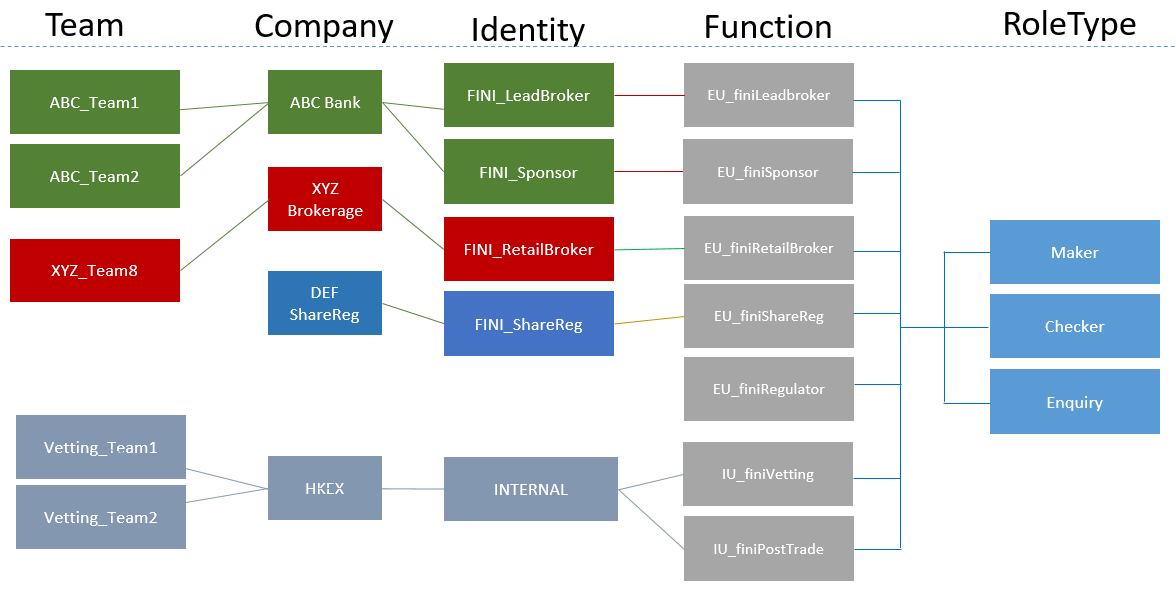 Team
Company
Identity
Function
RoleType
ABC_Team1
ABC Bank
FINI_LeadBroker
EU_finiLeadbroker
ABC_Team2
FINI_Sponsor
EU_finiSponsor
XYZ
Brokerage
XYZ_Team8
FINI_RetailBroker
EU_finiRetailBroker
Maker
DEF
ShareReg
FINI_ShareReg
EU_finiShareReg
Checker
EU_finiRegulator
Enquiry
Vetting_Team1
Vetting_Team2
HKEX
INTERNAL
IU_finiVetting
IU_finiPostTrade